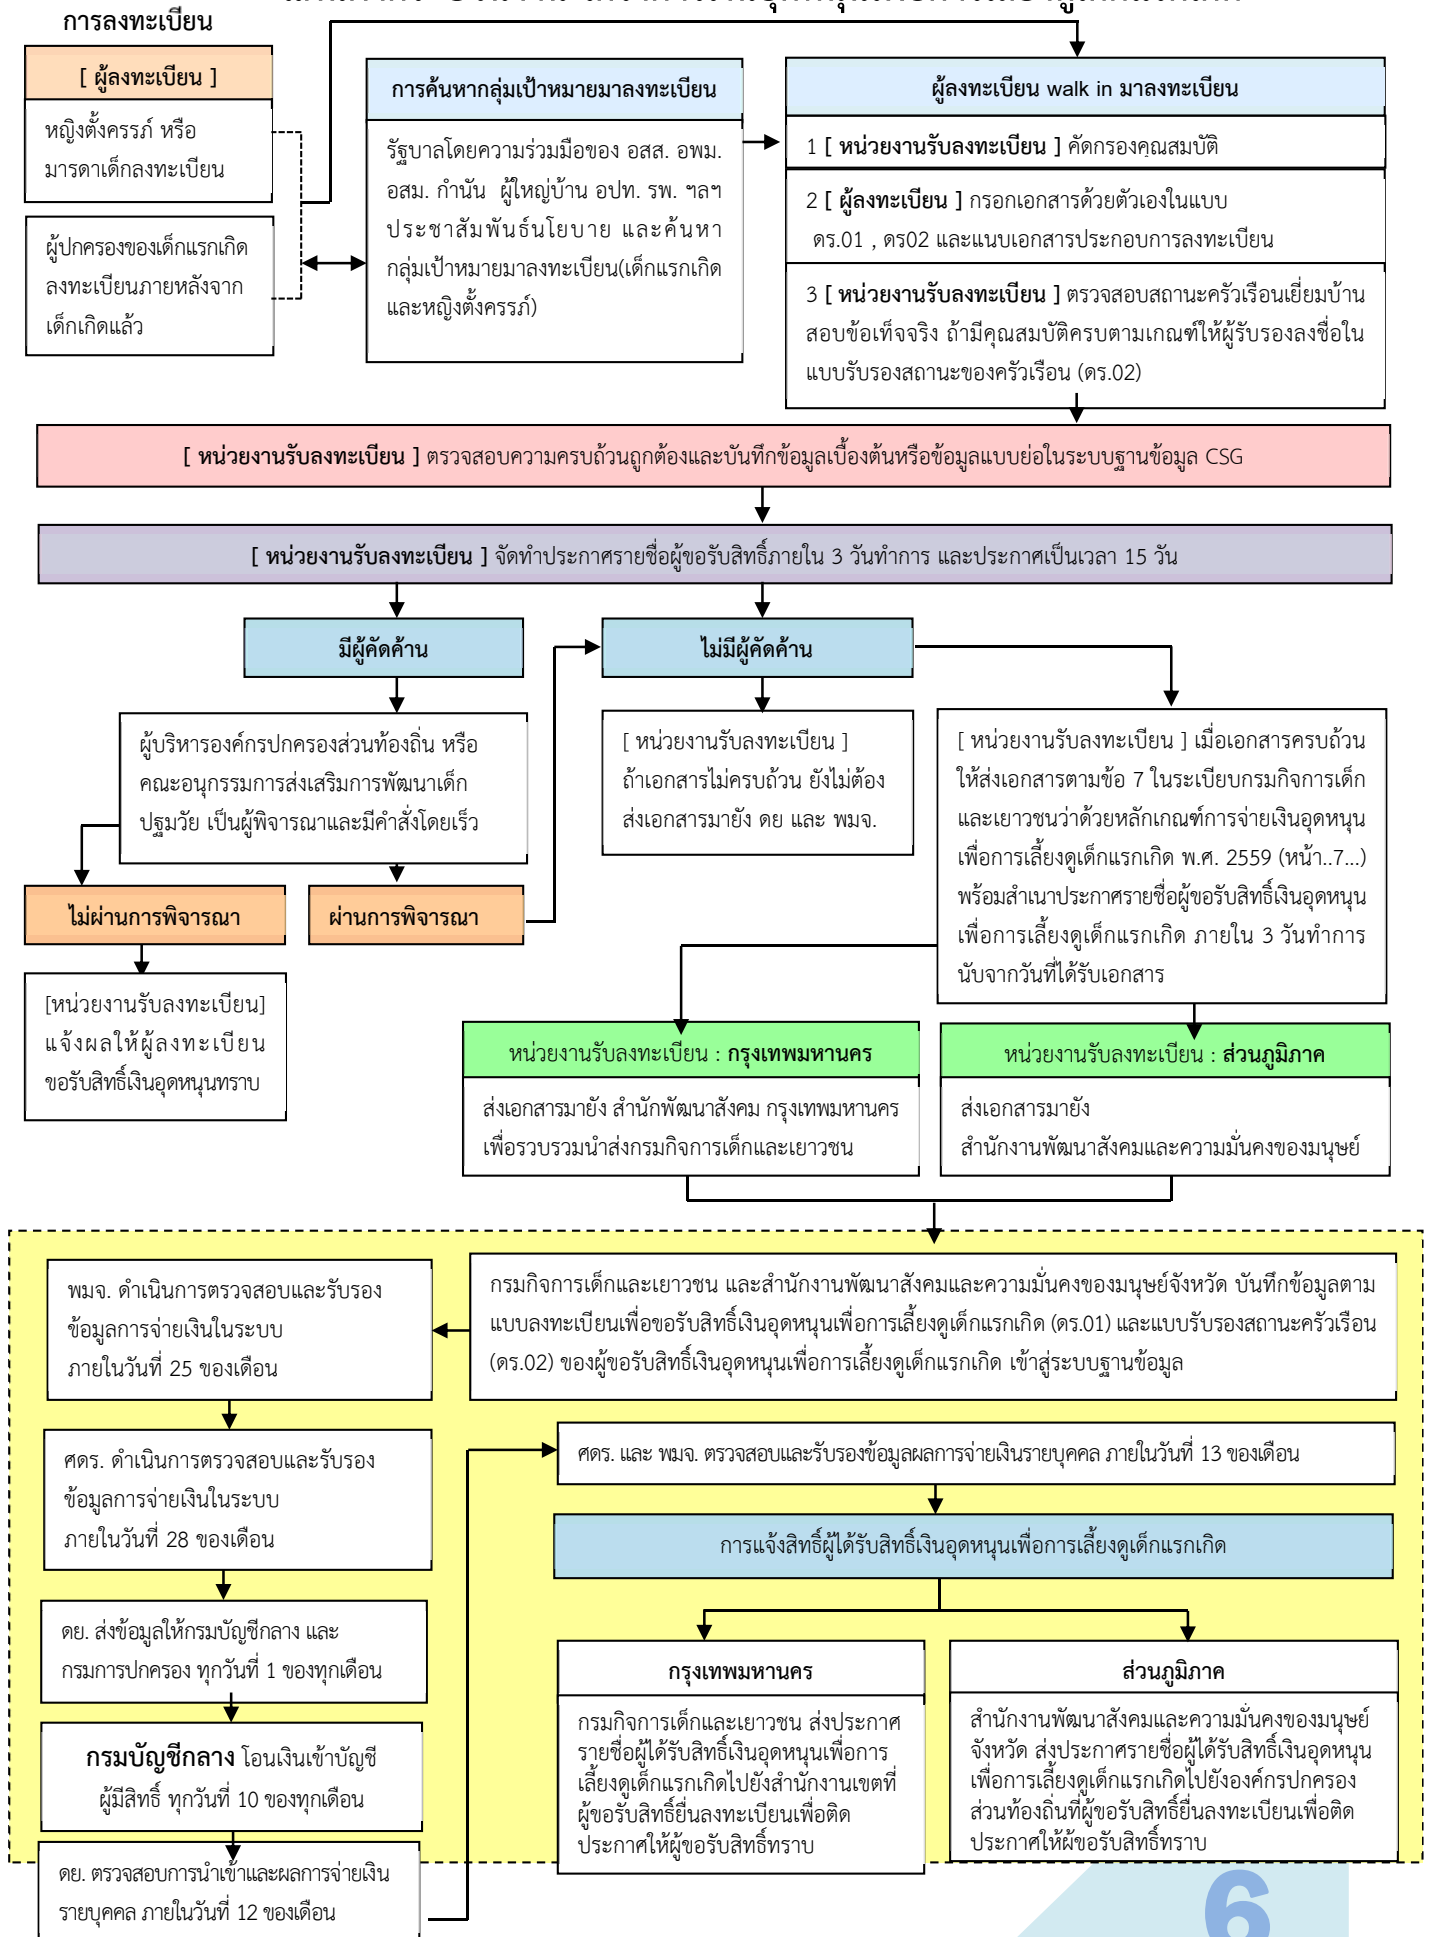 การลงทะเบียน
[ ผู้ลงทะเบียน ]
หญิงตั้งครรภ์ หรือ
มารดาเด็กลงทะเบียน
ผู้ปกครองของเด็กแรกเกิด
ลงทะเบียนภายหลังจาก
เด็กเกิดแล้ว
การค้นหากลุ่มเป้าหมายมาลงทะเบียน
รัฐบาลโดยความร่วมมือของ อสส. อพม.
อสม. กำนัน ผู้ใหญ่บ้าน อปท. รพ. ฯลฯ
ประชาสัมพันธ์นโยบาย และค้นหา
กลุ่มเป้าหมายมาลงทะเบียน(เด็กแรกเกิด
และหญิงตั้งครรภ์)
ผู้ลงทะเบียน walk in มาลงทะเบียน
1 [ หน่วยงานรับลงทะเบียน ] คัดกรองคุณสมบัติ
2 [ ผู้ลงทะเบียน ] กรอกเอกสารด้วยตัวเองในแบบ
ดร.01 , ดร02 และแนบเอกสารประกอบการลงทะเบียน
3 [ หน่วยงานรับลงทะเบียน ] ตรวจสอบสถานะครัวเรือนเยี่ยมบ้าน
สอบข้อเท็จจริง ถ้ามีคุณสมบัติครบตามเกณฑ์ให้ผู้รับรองลงชื่อใน
แบบรับรองสถานะของครัวเรือน (ดร.02)
[ หน่วยงานรับลงทะเบียน ] ตรวจสอบความครบถ้วนถูกต้องและบันทึกข้อมูลเบื้องต้นหรือข้อมูลแบบย่อในระบบฐานข้อมูล CSG
[ หน่วยงานรับลงทะเบียน ] จัดทำประกาศรายชื่อผู้ขอรับสิทธิ์ภายใน 3 วันทำการ และประกาศเป็นเวลา 15 วัน
มีผู้คัดค้าน
ไม่มีผู้คัดค้าน
ผู้บริหารองค์กรปกครองส่วนท้องถิ่น หรือ
คณะอนุกรรมการส่งเสริมการพัฒนาเด็ก
ปฐมวัย เป็นผู้พิจารณาและมีคำสั่งโดยเร็ว
[ หน่วยงานรับลงทะเบียน ]
ถ้าเอกสารไม่ครบถ้วน ยังไม่ต้อง
ส่งเอกสารมายัง ดย และ พมจ.
[ หน่วยงานรับลงทะเบียน ] เมื่อเอกสารครบถ้วน
ให้ส่งเอกสารตามข้อ 7 ในระเบียบกรมกิจการเด็ก
และเยาวชนว่าด้วยหลักเกณฑ์การจ่ายเงินอุดหนุน
เพื่อการเลี้ยงดูเด็กแรกเกิด พ.ศ. 2559 (หน้า..7...)
พร้อมสำเนาประกาศรายชื่อผู้ขอรับสิทธิ์เงินอุดหนุน
เพื่อการเลี้ยงดูเด็กแรกเกิด ภายใน 3 วันทำการ
นับจากวันที่ได้รับเอกสาร
ไม่ผ่านการพิจารณา
ผ่านการพิจารณา
[หน่วยงานรับลงทะเบียน]
แจ้งผลให้ผู้ลงทะเบียน
ขอรับสิทธิ์เงินอุดหนุนทราบ
หน่วยงานรับลงทะเบียน : กรุงเทพมหานคร
ส่งเอกสารมายัง สำนักพัฒนาสังคม กรุงเทพมหานคร
เพื่อรวบรวมนำส่งกรมกิจการเด็กและเยาวชน
หน่วยงานรับลงทะเบียน : ส่วนภูมิภาค
ส่งเอกสารมายัง
สำนักงานพัฒนาสังคมและความมั่นคงของมนุษย์
กรมกิจการเด็กและเยาวชน และสำนักงานพัฒนาสังคมและความมั่นคงของมนุษย์จังหวัด บันทึกข้อมูลตาม
แบบลงทะเบียนเพื่อขอรับสิทธิ์เงินอุดหนุนเพื่อการเลี้ยงดูเด็กแรกเกิด (ดร.01) และแบบรับรองสถานะครัวเรือน
(ดร.02) ของผู้ขอรับสิทธิ์เงินอุดหนุนเพื่อการเลี้ยงดูเด็กแรกเกิด เข้าสู่ระบบฐานข้อมูล
พมจ. ดำเนินการตรวจสอบและรับรอง
ข้อมูลการจ่ายเงินในระบบ
ภายในวันที่ 25 ของเดือน
ศดร. ดำเนินการตรวจสอบและรับรอง
ข้อมูลการจ่ายเงินในระบบ
ภายในวันที่ 28 ของเดือน
ดย. ส่งข้อมูลให้กรมบัญชีกลาง และ
กรมการปกครอง ทุกวันที่ 1 ของทุกเดือน
กรมบัญชีกลาง โอนเงินเข้าบัญชี
ผู้มีสิทธิ์ ทุกวันที่ 10 ของทุกเดือน
ดย. ตรวจสอบการนำเข้าและผลการจ่ายเงิน
รายบุคคล ภายในวันที่ 12 ของเดือน
ศดร. และ พมจ. ตรวจสอบและรับรองข้อมูลผลการจ่ายเงินรายบุคคล ภายในวันที่ 13 ของเดือน
การแจ้งสิทธิ์ผู้ได้รับสิทธิ์เงินอุดหนุนเพื่อการเลี้ยงดูเด็กแรกเกิด
กรุงเทพมหานคร
กรมกิจการเด็กและเยาวชน ส่งประกาศ
รายชื่อผู้ได้รับสิทธิ์เงินอุดหนุนเพื่อการ
เลี้ยงดูเด็กแรกเกิดไปยังสำนักงานเขตที่
ผู้ขอรับสิทธิ์ยื่นลงทะเบียนเพื่อติด
ประกาศให้ผู้ขอรับสิทธิ์ทราบ
ส่วนภูมิภาค
สำนักงานพัฒนาสังคมและความมั่นคงของมนุษย์
จังหวัด ส่งประกาศรายชื่อผู้ได้รับสิทธิ์เงินอุดหนุน
เพื่อการเลี้ยงดูเด็กแรกเกิดไปยังองค์กรปกครอง
ส่วนท้องถิ่นที่ผู้ขอรับสิทธิ์ยื่นลงทะเบียนเพื่อติด
ประกาศให้ผู้ขอรับสิทธิ์ทราบ
6